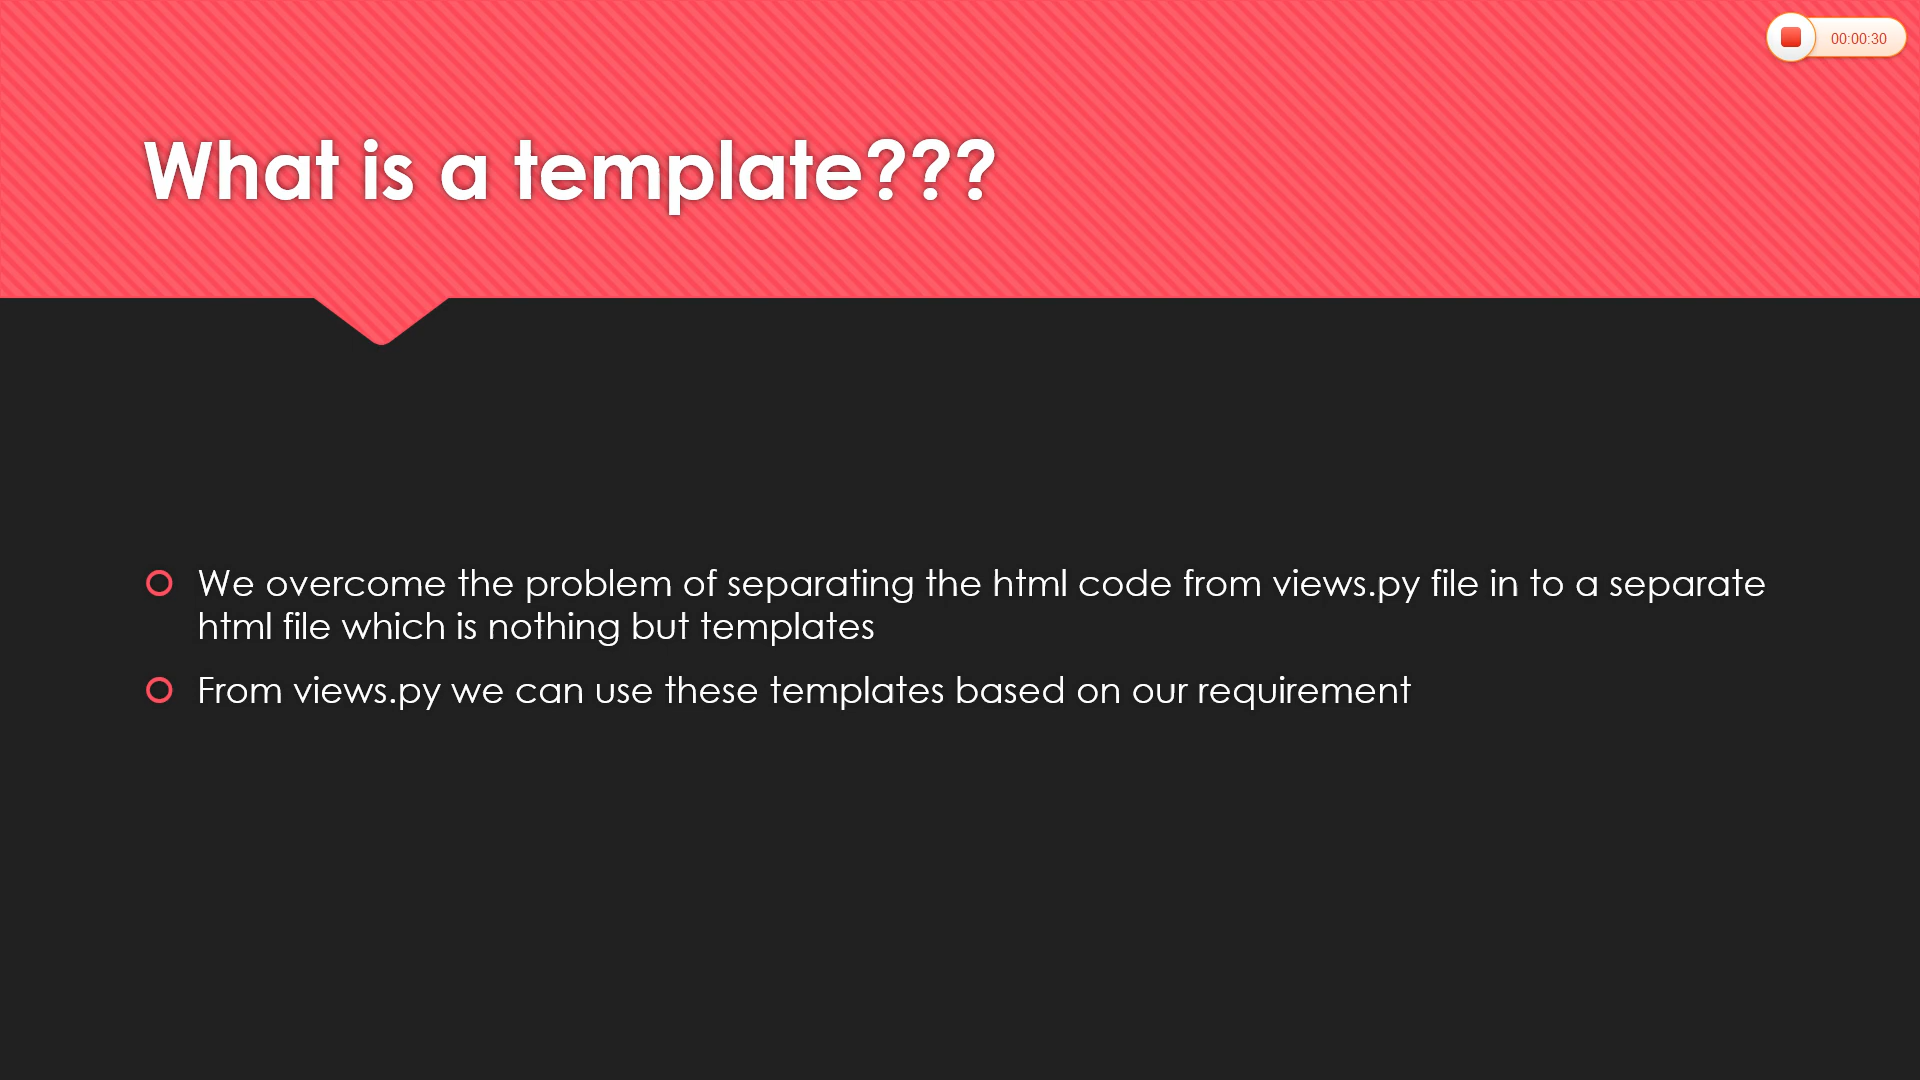 00:00:30
What is a template???
We overcome the problem of separating the html code from views.py file in to a separate
html file which is nothing but templates
From views.py we can use these templates based on our requirement